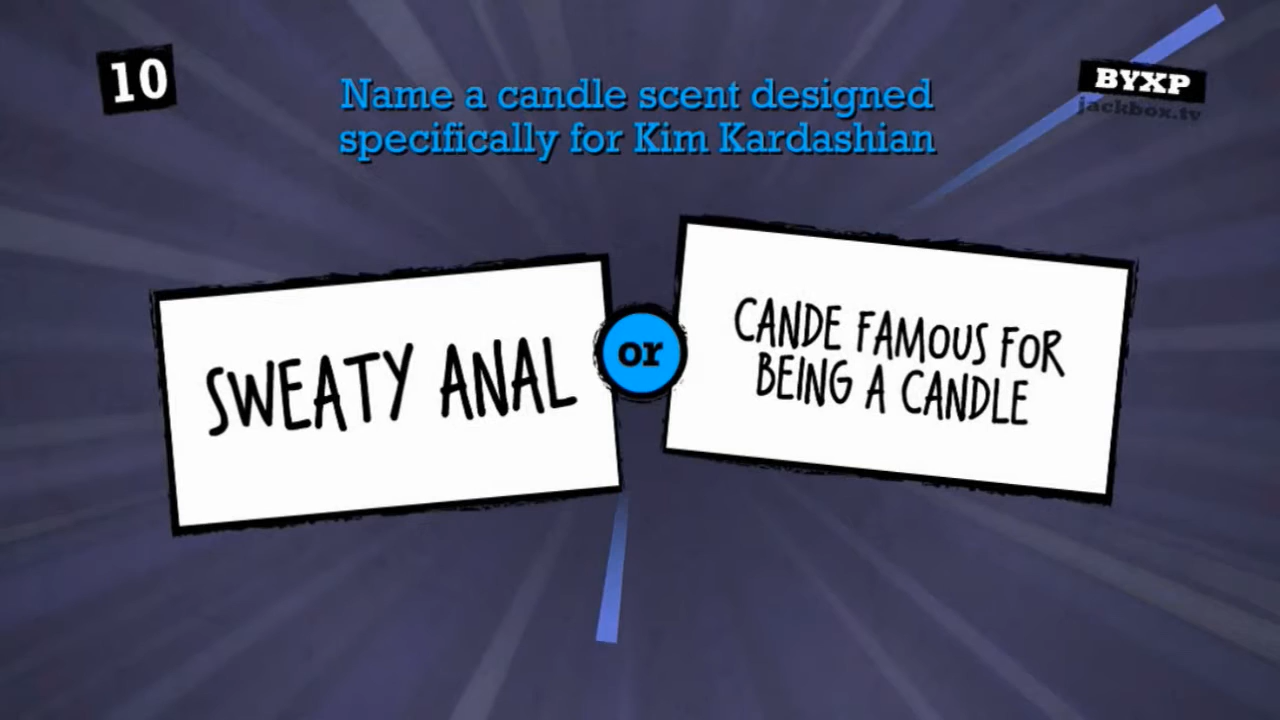 10
Name a candle scent designed
specifically for Kim Kardashian
BYXP
jackbox.tv
SWEATY ANAL
or
CANDE FAMOUS FOR
BEING A CANDLE